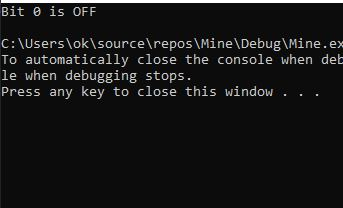 Bit 0 is OFF
C:\Users\ok\source\repos\Mine\Debug\Mine.ex
To automatically close the console when deb
le when debugging stops.
Press any key to close this window . . .